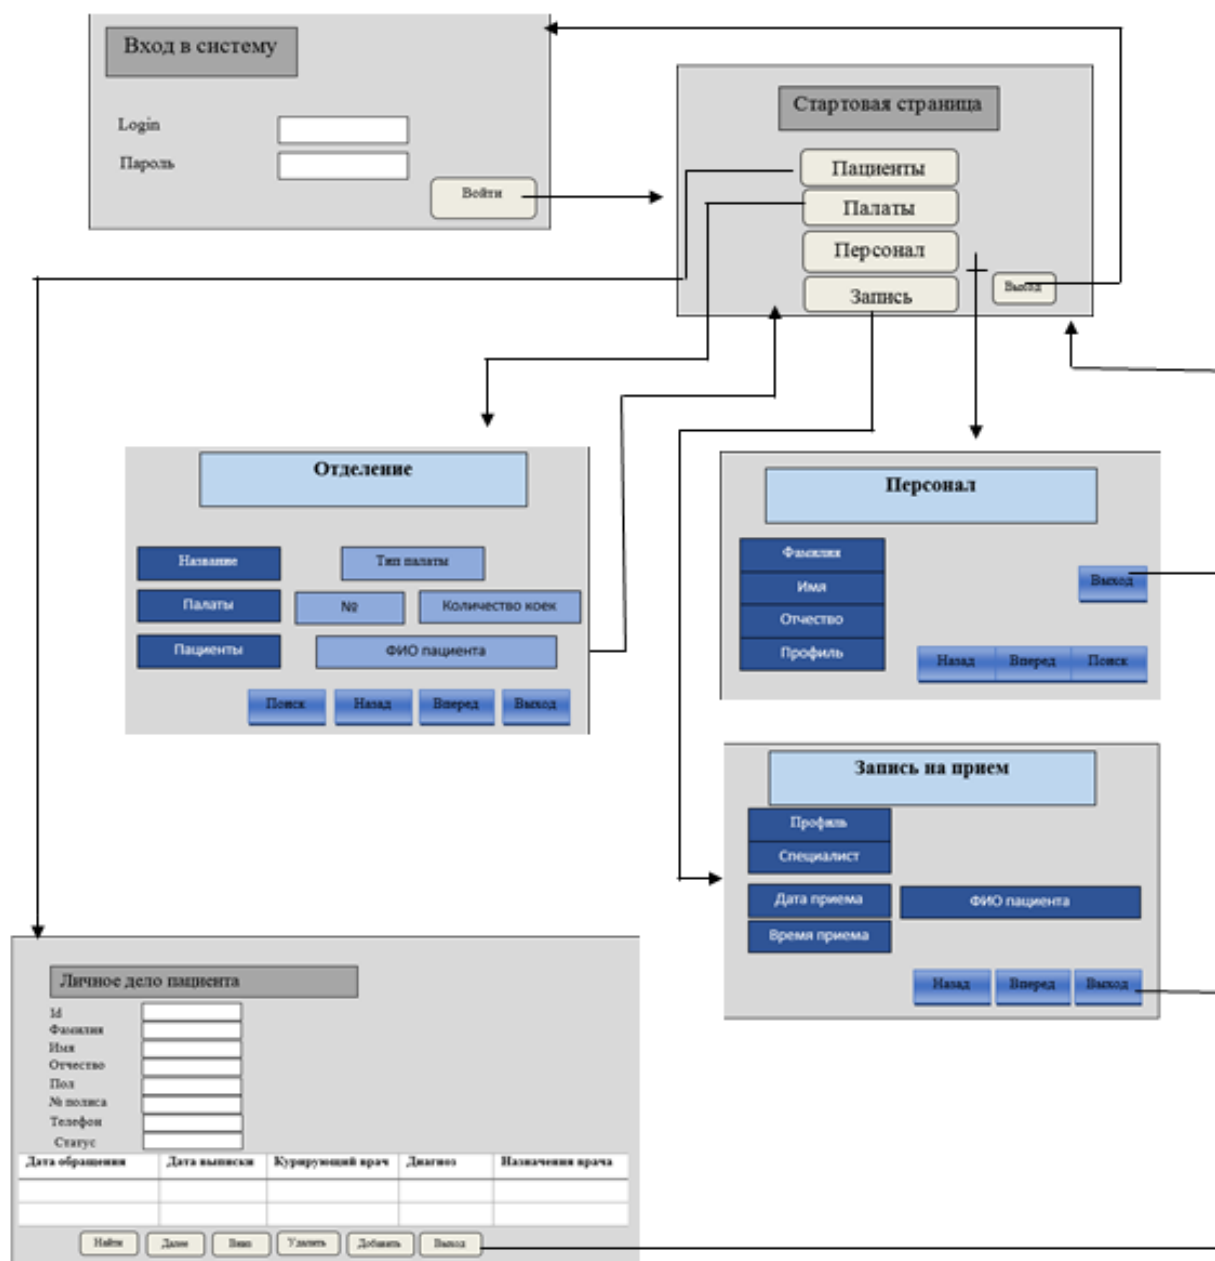 Вход в систему
Login
Пароль
Войти
Стартовая страница
Пациенты
Палаты
Персонал
Запись
Выход
Отделение
Название
Тип палаты
Палаты
№
Количество коек
Пациенты
ФИО пациента
Поиск
Назад
Вперед
Выход
Персонал
Фамилия
Имя
Отчество
Профиль
Выход
Назад
Вперед
Поиск
Запись на прием
Профиль
Специалист
Дата приема
ФИО пациента
Время приема
Назад
Вперед
Выход
Личное дело пациента
Id
Фамилия
Имя
Отчество
Пол
№ полиса
Телефон
Статус
Дата обращения
Дата выписки
Курирующий врач
Диагноз
Назначения врача
Найти
Далее
Удалить
Добавить
Выход